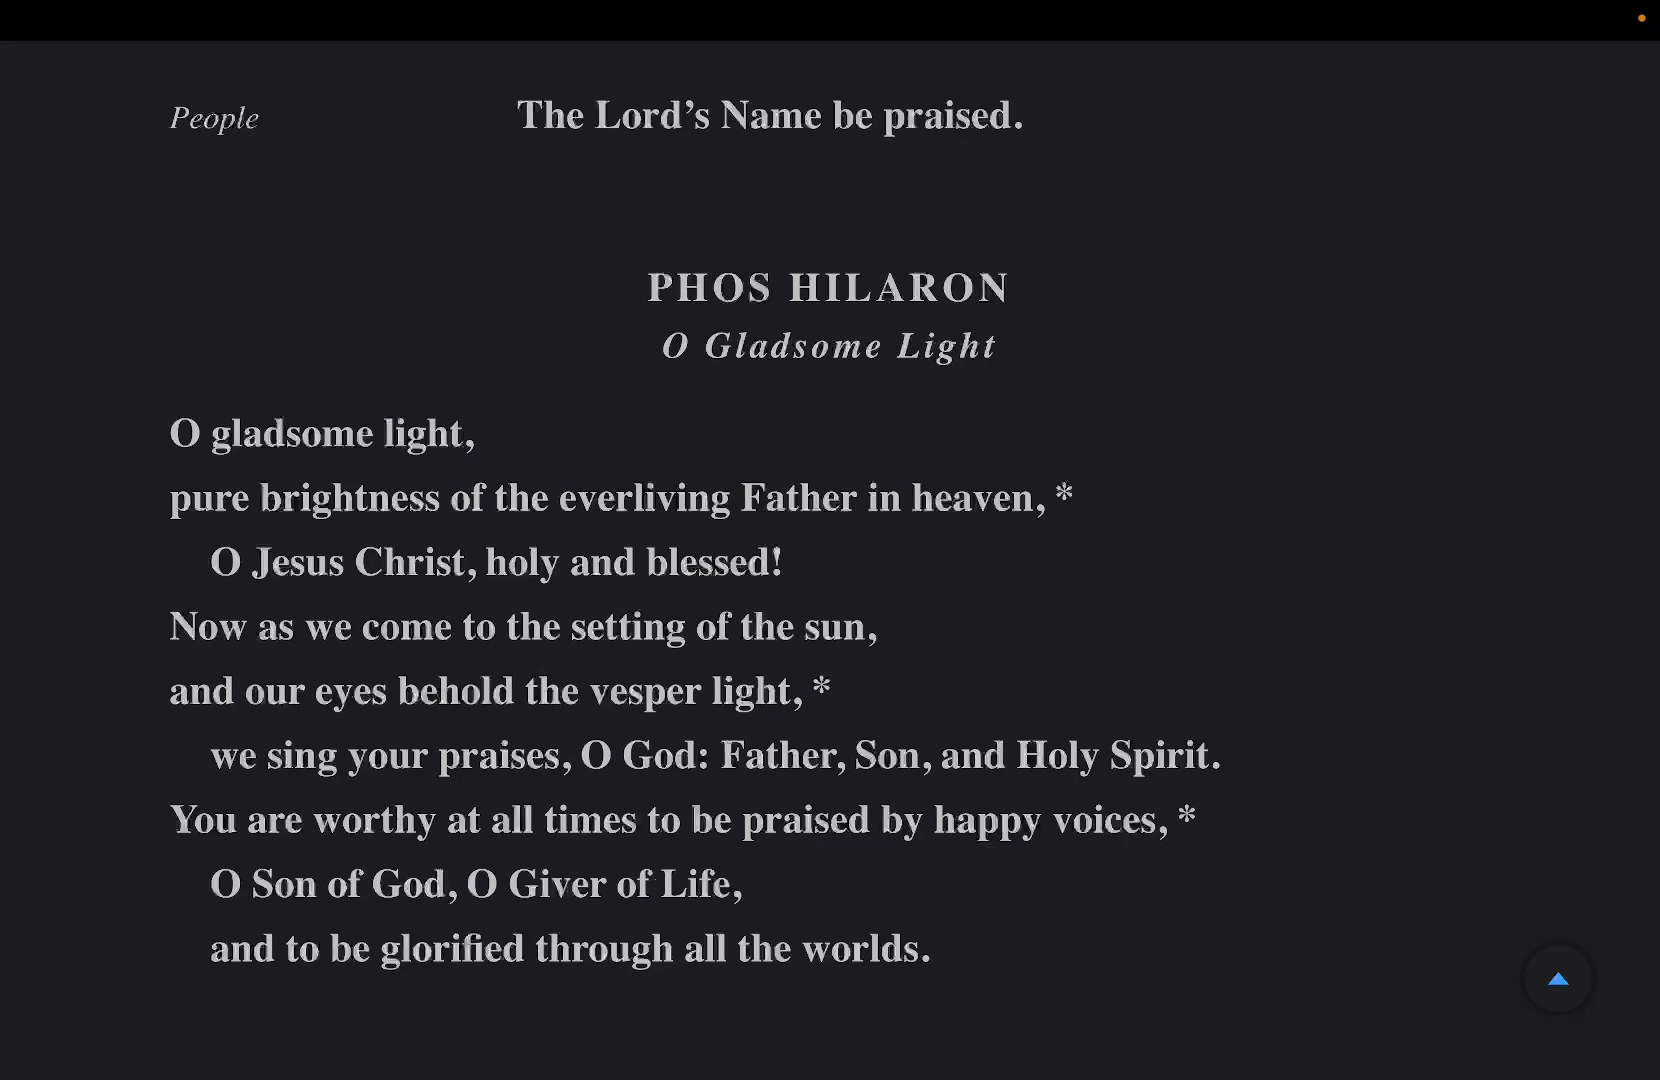 People The Lord’s Name be praised.
PHOS HILARON
O Gladsome Light
O gladsome light,
pure brightness of the everliving Father in heaven, *
O Jesus Christ, holy and blessed!
Now as we come to the setting of the sun,
and our eyes behold the vesper light, *
we sing your praises, O God: Father, Son, and Holy Spirit.
You are worthy at all times to be praised by happy voices, *
O Son of God, O Giver of Life,
and to be glorified through all the worlds.